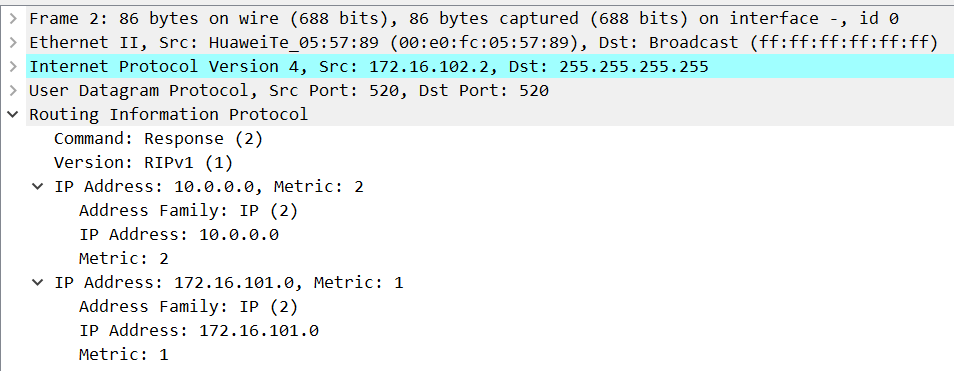 Frame 2: 86 bytes on wire (688 bits), 86 bytes captured (688 bits) on interface -, id 0
Ethernet II, Src: HuaweiTe_05:57:89 (00:e0:fc:05:57:89), Dst: Broadcast (ff:ff:ff:ff:ff:ff)
Internet Protocol Version 4, Src: 172.16.102.2, Dst: 255.255.255.255
User Datagram Protocol, Src Port: 520, Dst Port: 520
Routing Information Protocol
Command: Response (2)
Version: RIPv1 (1)
IP Address: 10.0.0.0, Metric: 2
Address Family: IP (2)
IP Address: 10.0.0.0
Metric: 2
IP Address: 172.16.101.0, Metric: 1
Address Family: IP (2)
IP Address: 172.16.101.0
Metric: 1